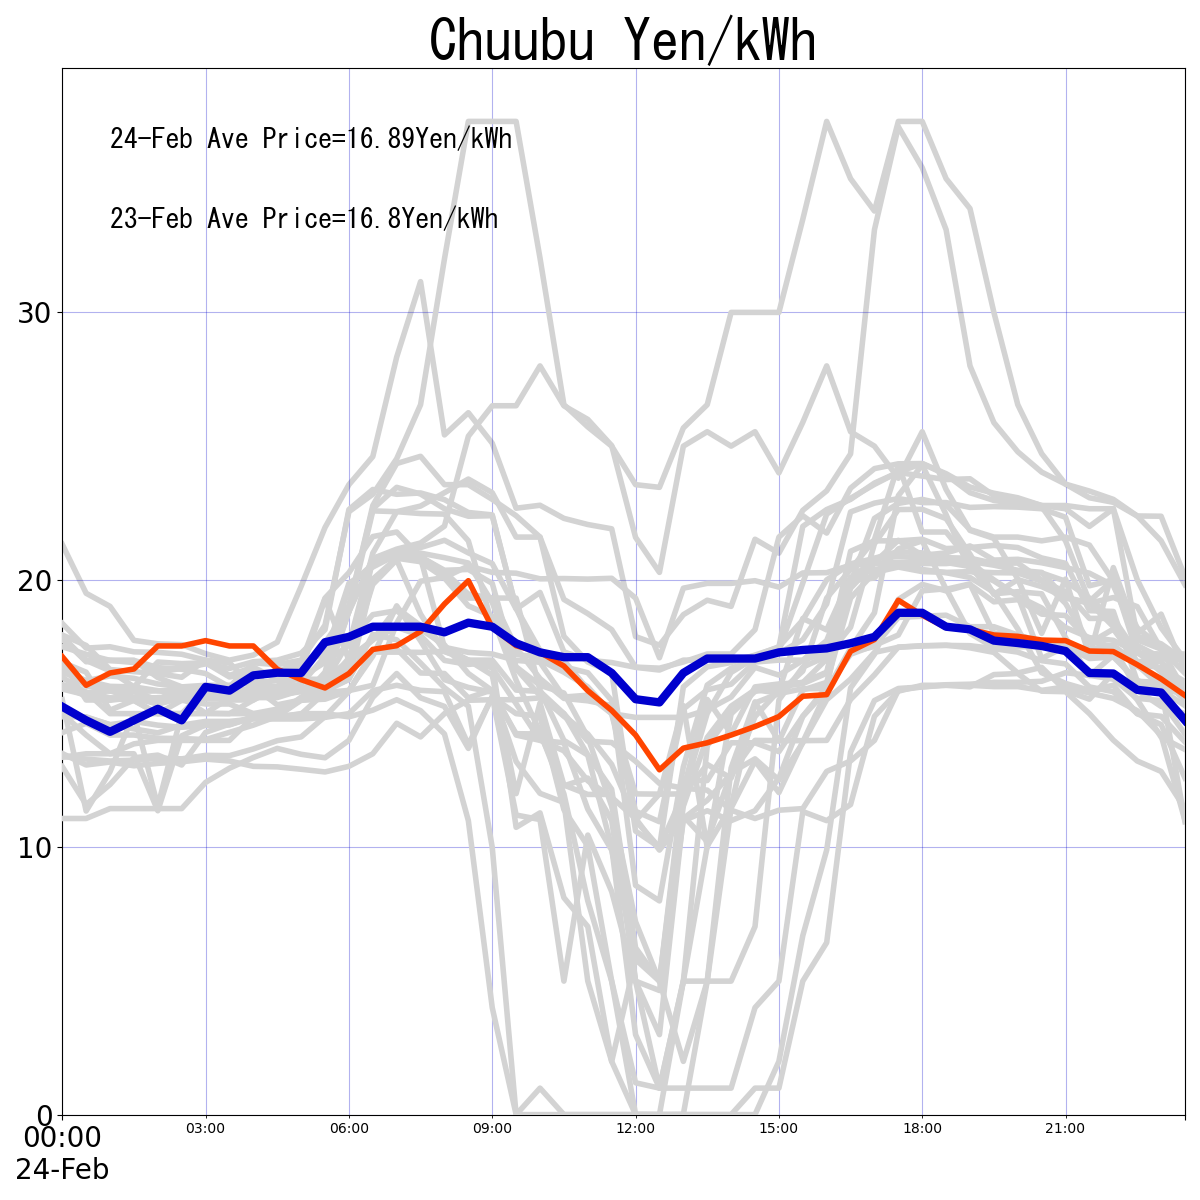 Chuubu Yen/kWh
24-Feb Ave Price=16.89Yen/kWh
23-Feb Ave Price=16.8Yen/kWh
30
20
10
0
00:00 03:00 06:00 09:00 12:00 15:00 18:00 21:00
24-Feb